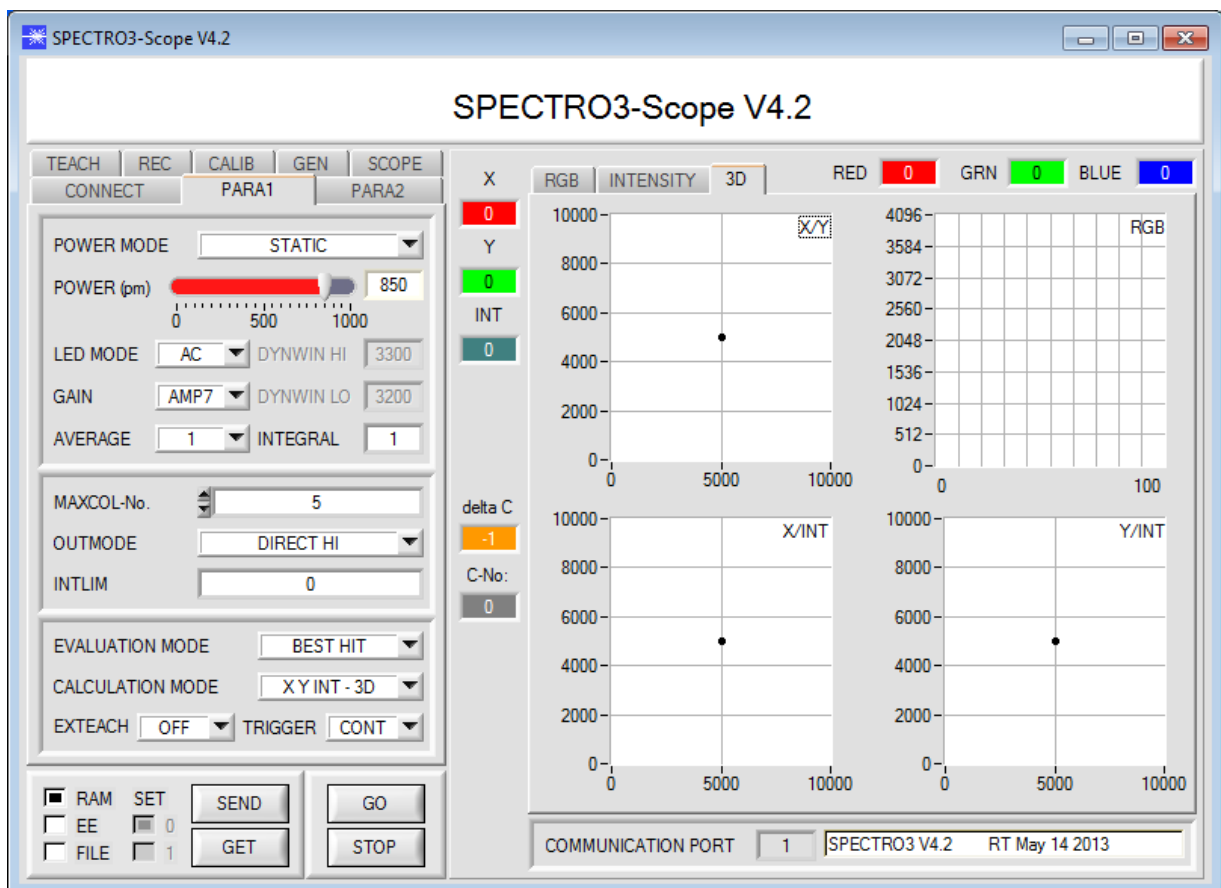 SPECTRO3-Scope V4.2
SPECTRO3-Scope V4.2
TEACH REC CALIB GEN SCOPE
CONNECT PARA1 PARA2
POWER MODE STATIC
POWER (pm) 850
0 500 1000
LED MODE AC DYNWIN HI 3300
GAIN AMP7 DYNWIN LO 3200
AVERAGE 1 INTEGRAL 1
MAXCOL-No. 5
OUTMODE DIRECT HI
INTLIM 0
EVALUATION MODE BEST HIT
CALCULATION MODE X Y INT - 3D
EXTEACH OFF TRIGGER CONT
RAM SET SEND GO
EE 0
FILE 1 GET STOP
X
0
Y
0
INT
0
delta C
-1
C-No:
0
RGB INTENSITY 3D RED 0 GRN 0 BLUE 0
X/Y
10000
8000
6000
4000
2000
0
0 5000 10000
RGB
4096
3584
3072
2560
2048
1536
1024
512
0
0 100
X/INT
10000
8000
6000
4000
2000
0
0 5000 10000
Y/INT
10000
8000
6000
4000
2000
0
0 5000 10000
COMMUNICATION PORT 1 SPECTRO3 V4.2 RT May 14 2013